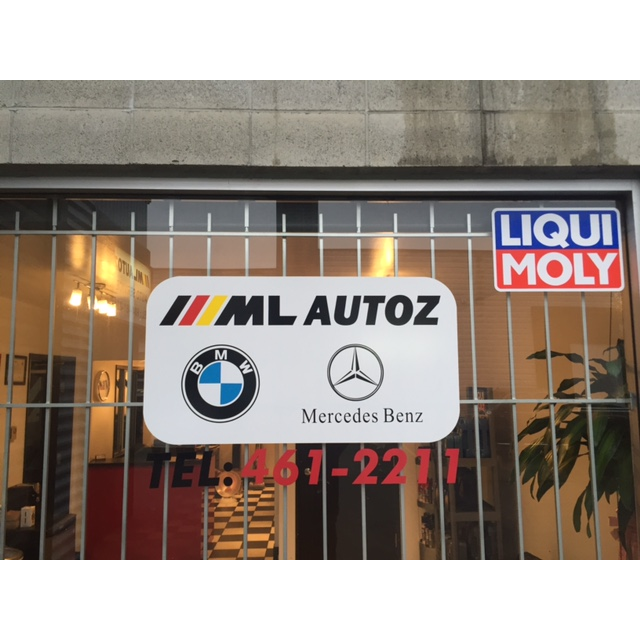 LIQUI
MOLY
ML AUTOZ
BMW
Mercedes Benz
TEL:461-2211